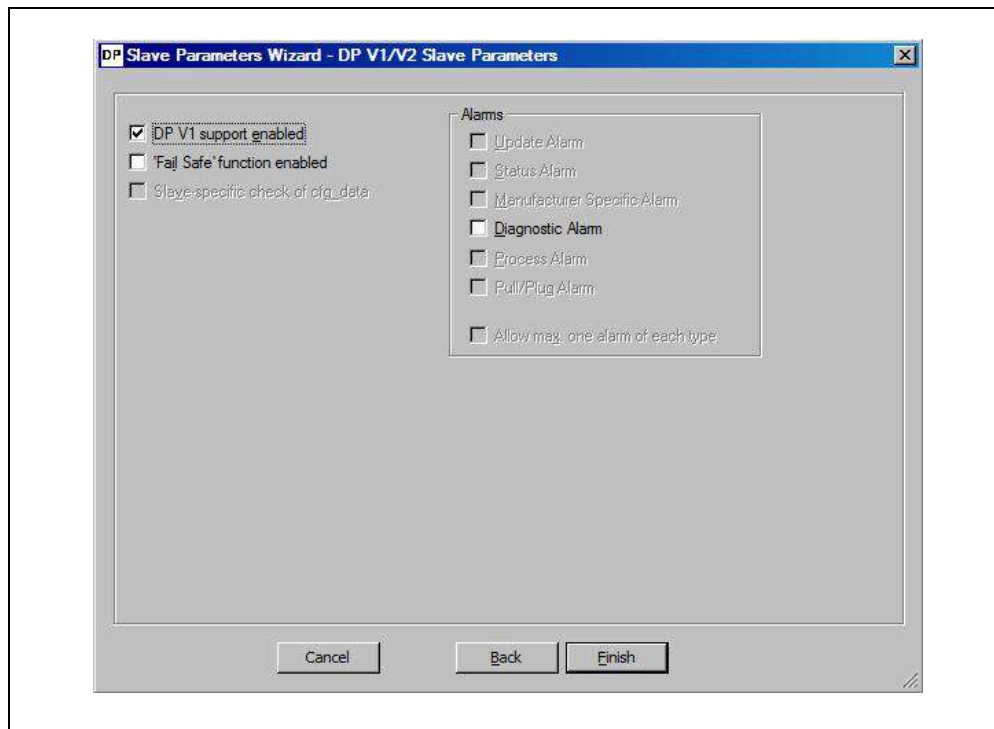 DP Slave Parameters Wizard - DP V1/V2 Slave Parameters
DP V1 support enabled
'Fail Safe' function enabled
Slave-specific check of cfg_data
Alarms
Update Alarm
Status Alarm
Manufacturer Specific Alarm
Diagnostic Alarm
Process Alarm
Pull/Plug Alarm
Allow max. one alarm of each type
Cancel
Back
Finish